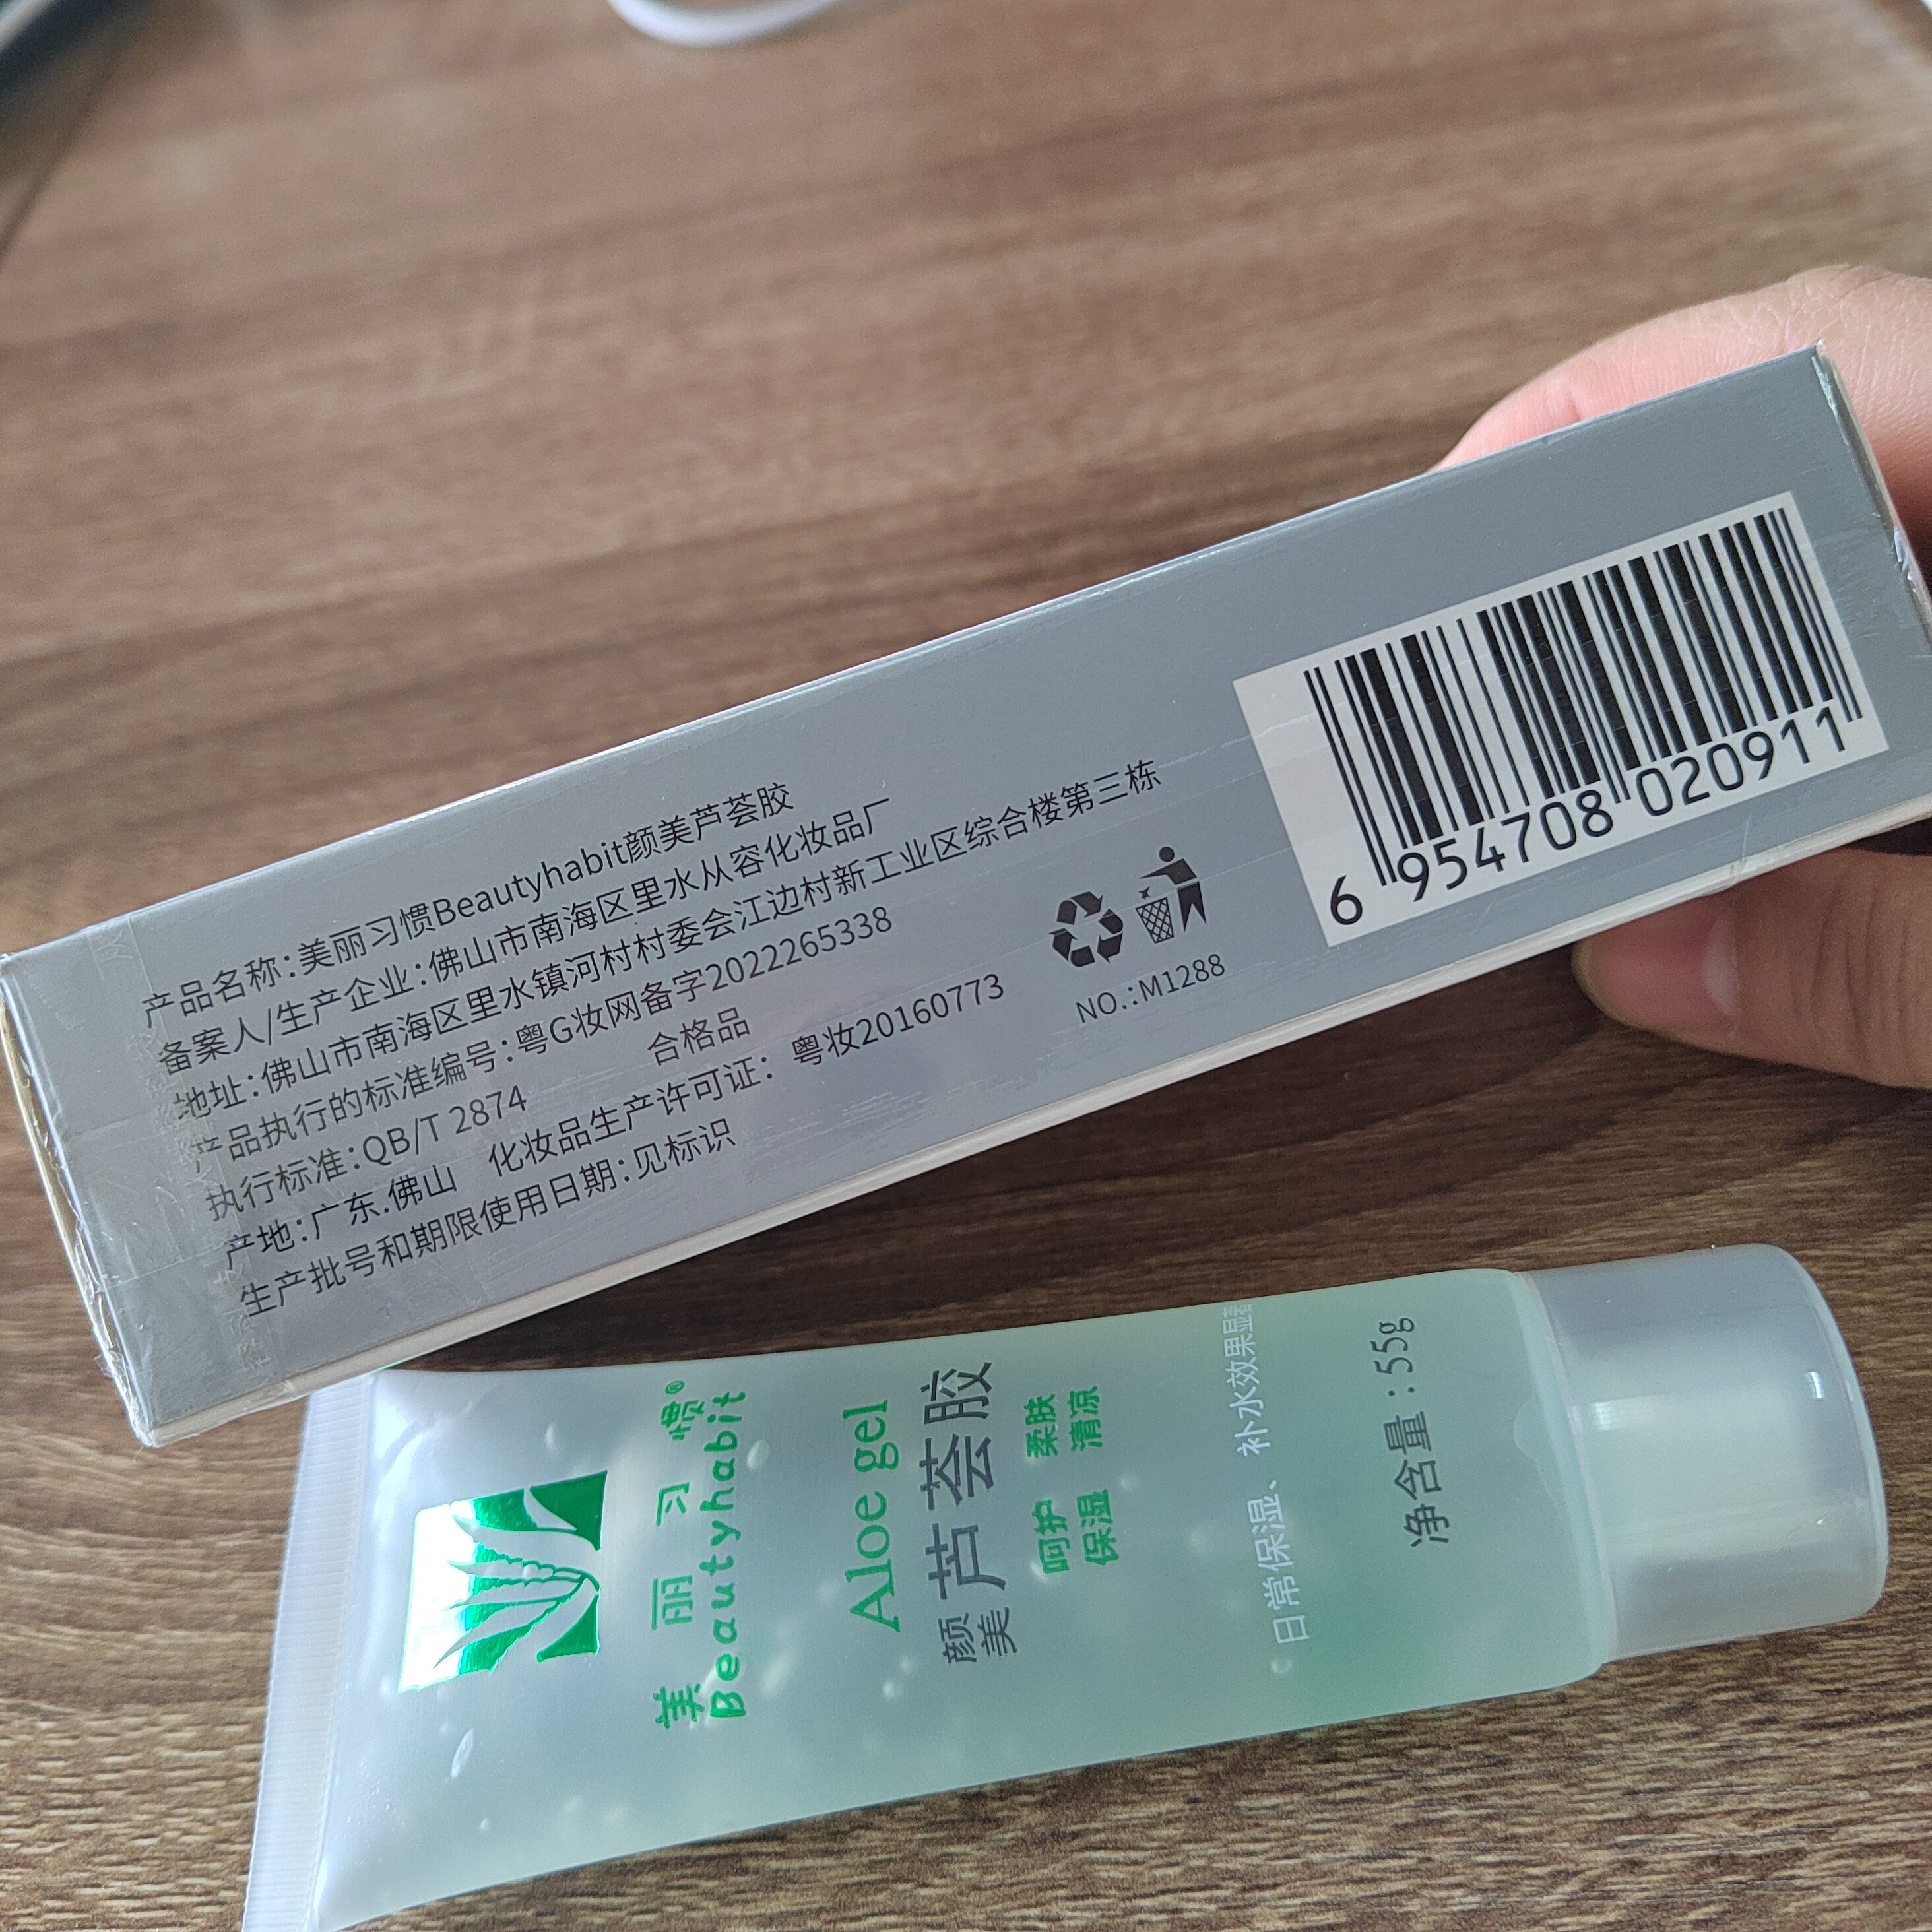 产品名称:美丽习惯Beautyhabit颜美芦荟胶
备案人/生产企业:佛山市南海区里水从容化妆品厂
地址:佛山市南海区里水镇河村村委会江边村新工业区综合楼第三栋
产品执行的标准编号:粤G妆网备字2022265338
执行标准:QB/T 2874 合格品
产地:广东.佛山 化妆品生产许可证: 粤妆20160773
生产批号和期限使用日期:见标识
NO.:M1288
6 954708 020911
美丽习惯®
Beautyhabit
Aloe gel
颜美芦荟胶
呵护 柔肤
保湿 清凉
日常保湿、补水效果显著
净含量:55g